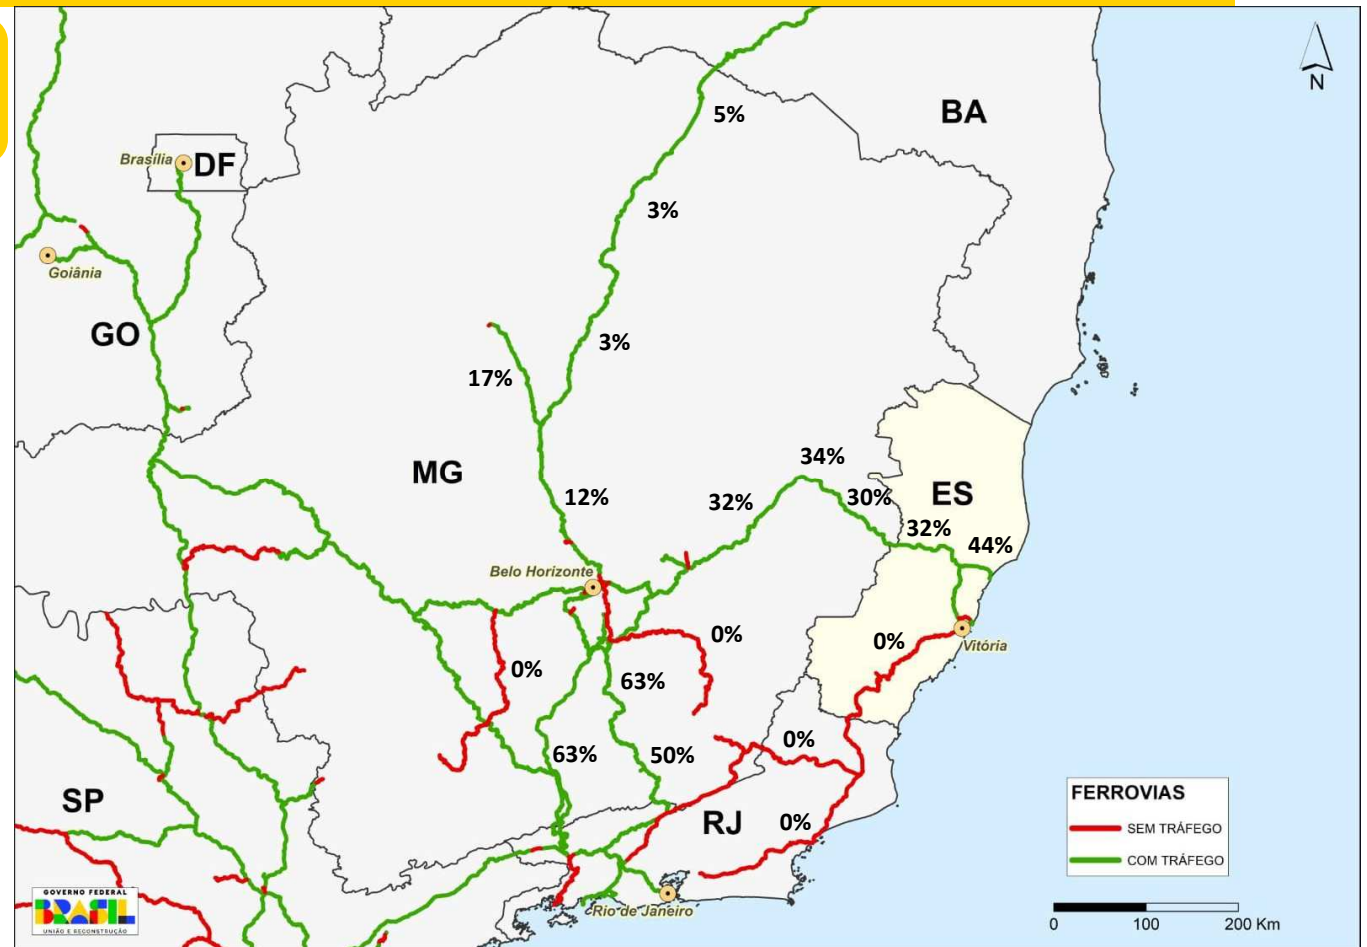 N
BA
5%
Brasília
DF
3%
Goiânia
GO
3%
17%
MG
34%
12%
32%
30%
ES
32%
44%
Belo Horizonte
0%
0%
Vitória
0%
63%
63%
50%
0%
SP
RJ
0%
FERROVIAS
SEM TRÁFEGO
COM TRÁFEGO
GOVERNO FEDERAL
BRASIL
UNIÃO E RECONSTRUÇÃO
Rio de Janeiro
0 100 200 Km